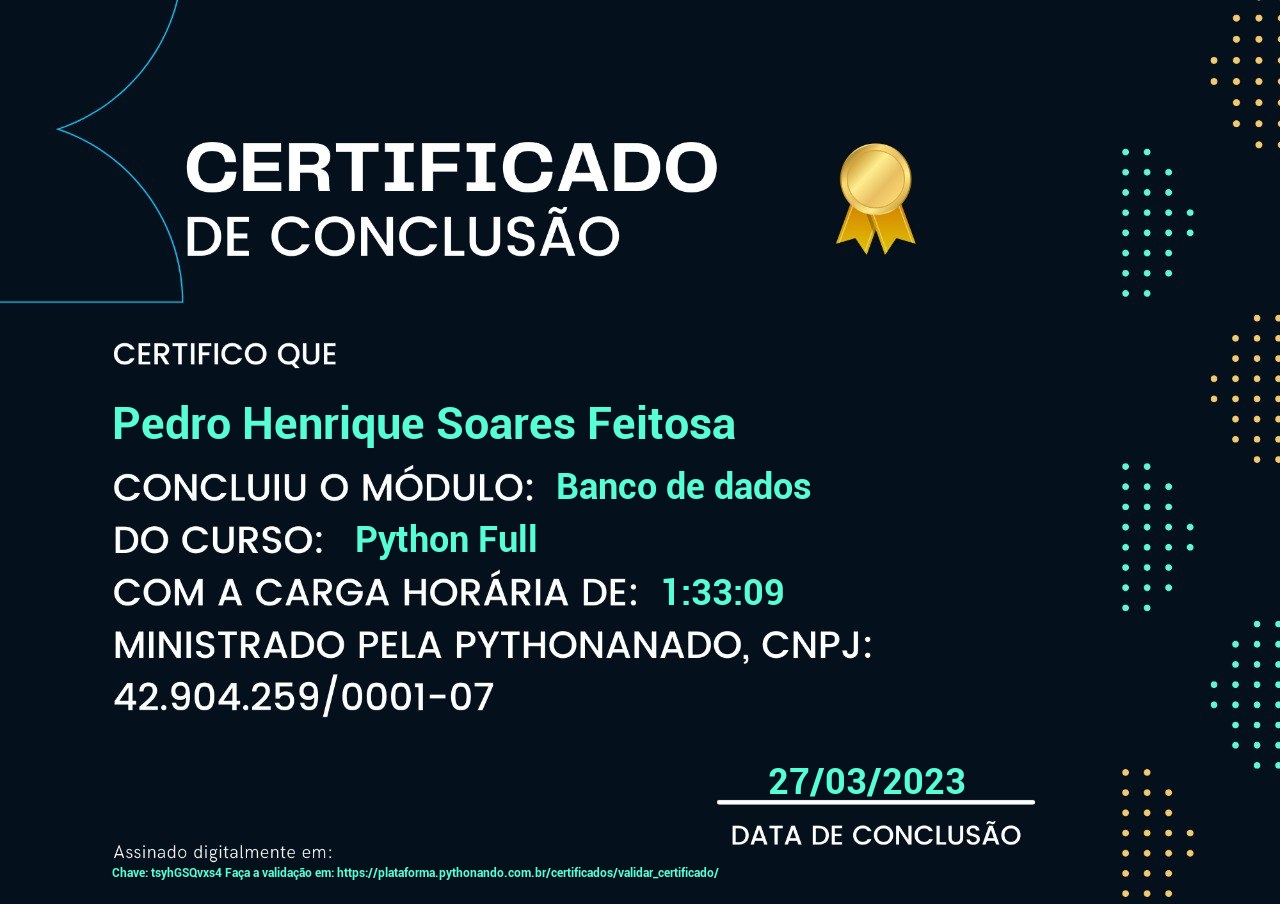 CERTIFICADO
DE CONCLUSÃO
CERTIFICO QUE
Pedro Henrique Soares Feitosa
CONCLUIU O MÓDULO: Banco de dados
DO CURSO: Python Full
COM A CARGA HORÁRIA DE: 1:33:09
MINISTRADO PELA PYTHONANADO, CNPJ:
42.904.259/0001-07
27/03/2023
DATA DE CONCLUSÃO
Assinado digitalmente em:
Chave: tsyhGSQvxs4 Faça a validação em: https://plataforma.pythonando.com.br/certificados/validar_certificado/